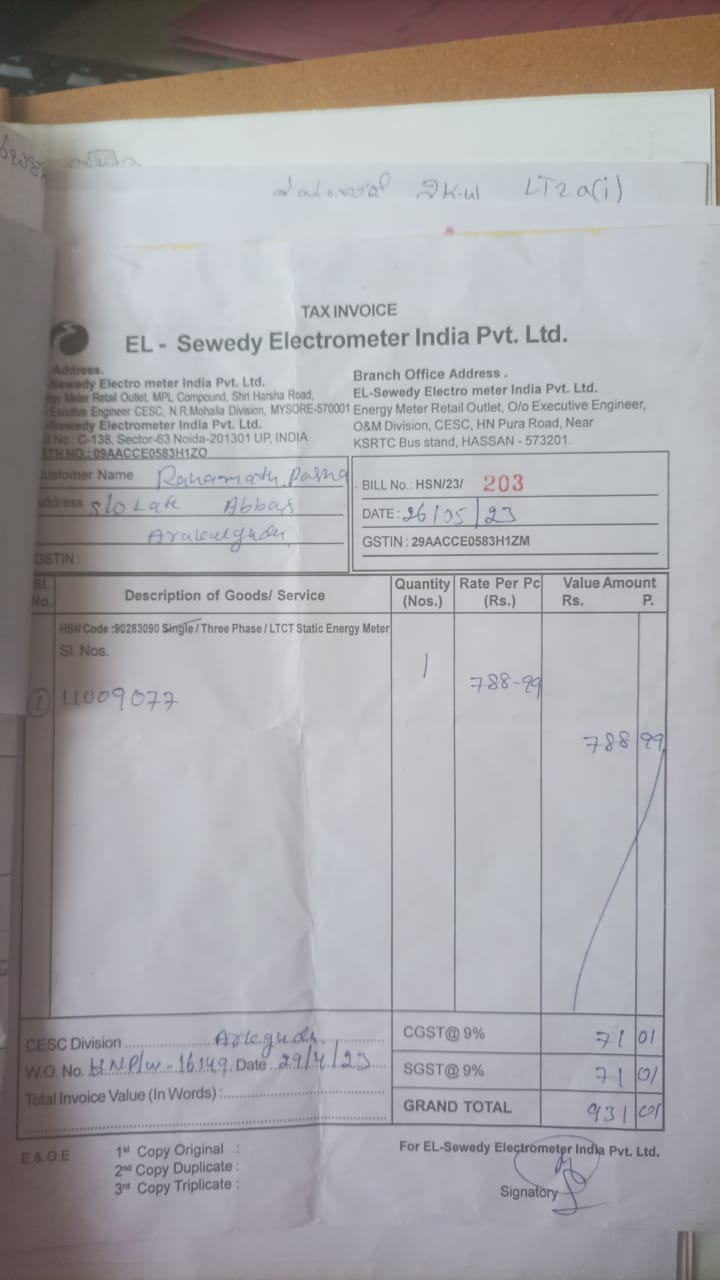 LT2a(i)
TAX INVOICE
EL - Sewedy Electrometer India Pvt. Ltd.
Address.
Sewedy Electro meter India Pvt. Ltd.
Meter Retail Outlet, MPL Compound, Shri Harsha Road,
Executive Engineer CESC, N.R.Mohalla Division, MYSORE-570001
Sewedy Electrometer India Pvt. Ltd.
No : C-138, Sector-63 Noida-201301 UP, INDIA
NO.: 09AACCE0583H1ZO
Branch Office Address .
EL-Sewedy Electro meter India Pvt. Ltd.
Energy Meter Retail Outlet, O/o Executive Engineer,
O&M Division, CESC, HN Pura Road, Near
KSRTC Bus stand, HASSAN - 573201.
Customer Name Rahamath Pasha
Address S/o Late Abbas
GSTIN :
BILL No.: HSN/23/ 203
DATE : 26/05/23
GSTIN : 29AACCE0583H1ZM
Sl. No. Description of Goods/ Service Quantity (Nos.) Rate Per Pc (Rs.) Value Amount Rs. P.
HSN Code :90283090 Single / Three Phase / LTCT Static Energy Meter
Sl. Nos.
1 788-99
① 11009077
788 99
CESC Division
W.O. No. HNP/w-16149 Date 29/4/23
Total Invoice Value (In Words) :
CGST@ 9% 71 01
SGST@ 9% 71 01
GRAND TOTAL 931 01
E.& O.E
1st Copy Original :
2nd Copy Duplicate :
3rd Copy Triplicate :
For EL-Sewedy Electrometer India Pvt. Ltd.
Signatory